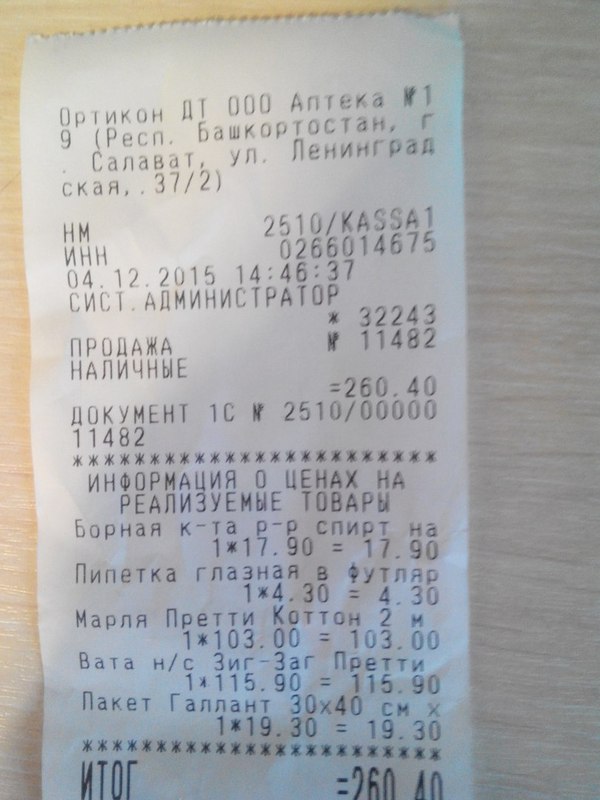 Ортикон ДТ ООО Аптека №1
9 (Респ. Башкортостан, г
. Салават, ул. Ленинград
ская,.37/2)
НМ 2510/KASSA1
ИНН 0266014675
04.12.2015 14:46:37
СИСТ.АДМИНИСТРАТОР
* 32243
ПРОДАЖА № 11482
НАЛИЧНЫЕ
=260.40
ДОКУМЕНТ 1С № 2510/00000
11482
************************
ИНФОРМАЦИЯ О ЦЕНАХ НА
РЕАЛИЗУЕМЫЕ ТОВАРЫ
Борная к-та р-р спирт на
1*17.90 = 17.90
Пипетка глазная в футляр
1*4.30 = 4.30
Марля Претти Коттон 2 м
1*103.00 = 103.00
Вата н/с Зиг-Заг Претти
1*115.90 = 115.90
Пакет Галлант 30х40 см х
1*19.30 = 19.30
************************
ИТОГ =260.40